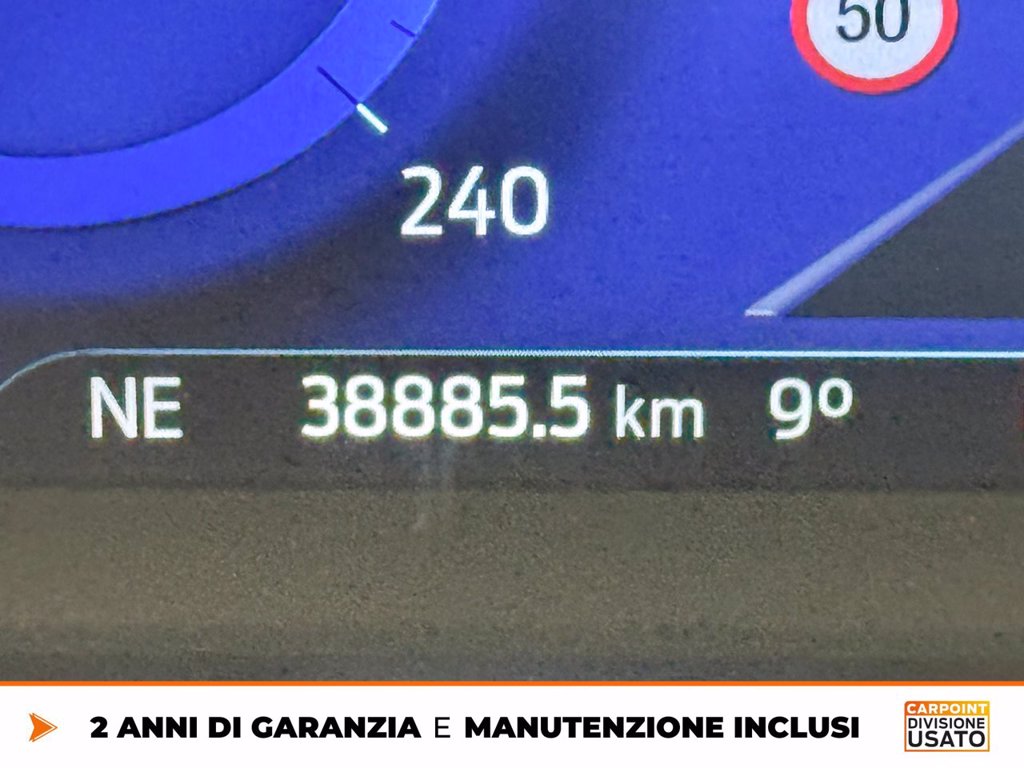 50
240
NE 38885.5 km 9º
2 ANNI DI GARANZIA E MANUTENZIONE INCLUSI
CARPOINT
DIVISIONE
USATO